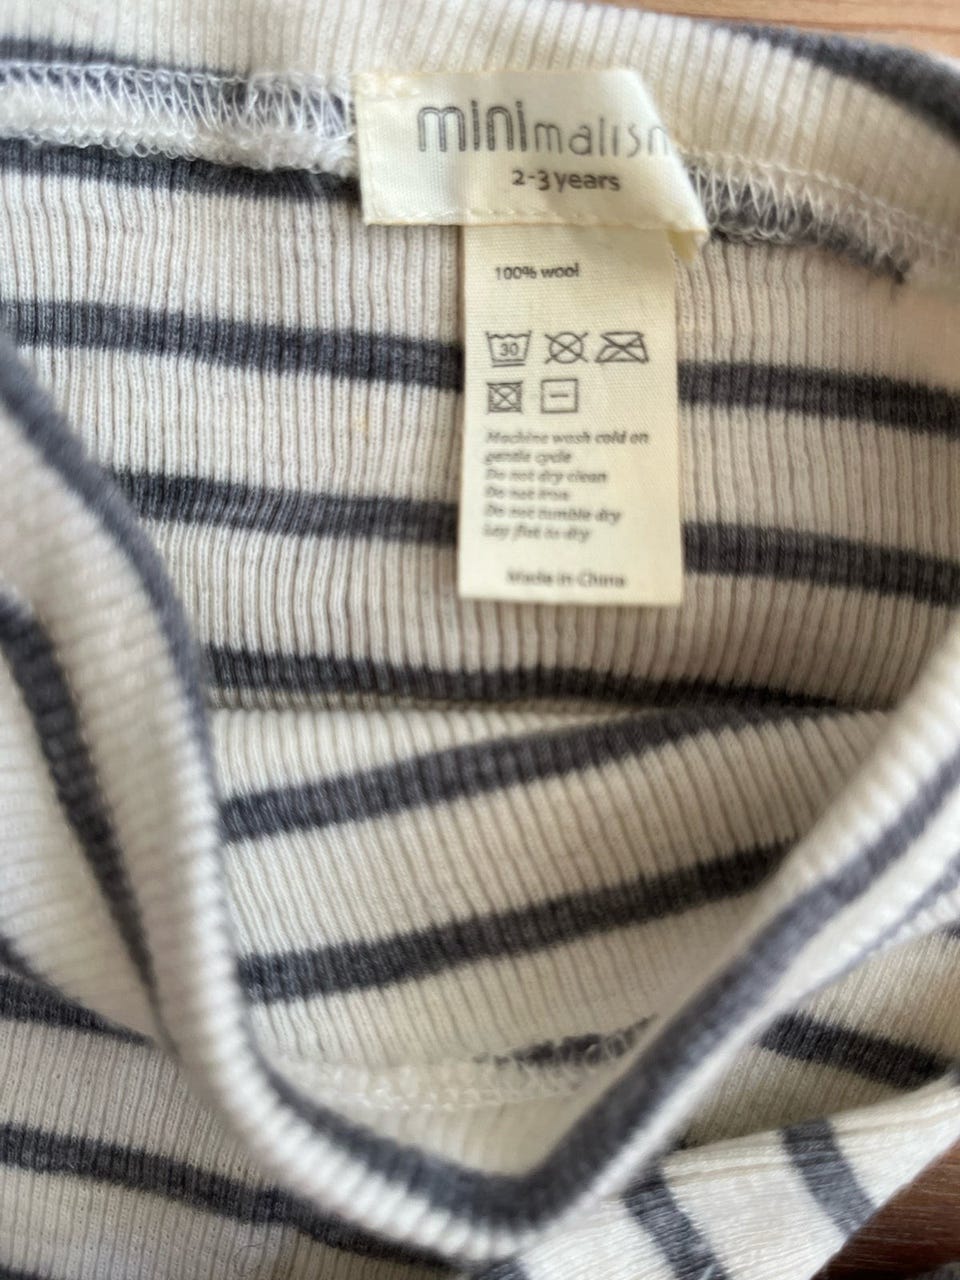 minimalism
2-3 years
100% wool
30
Machine wash cold on
gentle cycle
Do not dry clean
Do not iron
Do not tumble dry
Lay flat to dry
Made in China